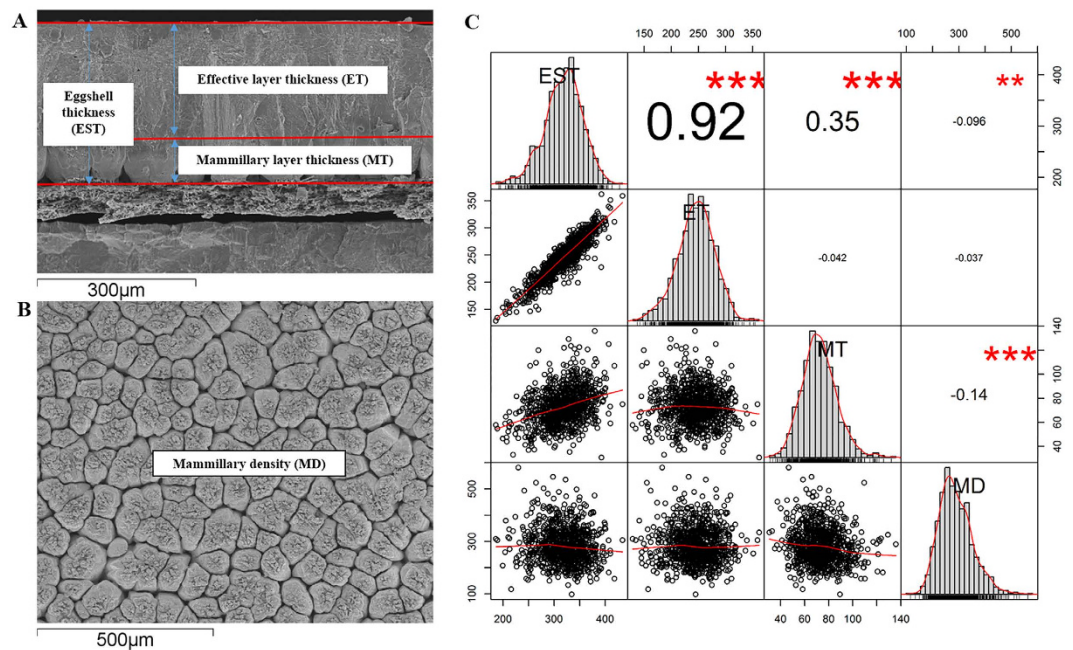 A
Effective layer thickness (ET)
Eggshell
thickness
(EST)
Mammillary layer thickness (MT)
300μm
B
Mammillary density (MD)
500μm
C
150 200 250 300 350
100 300 500
EST
***
0.92
***
0.35
**
-0.096
200 300 400
150 200 250 300 350
ET
-0.042
-0.037
MT
***
-0.14
40 60 80 100 120 140
100 300 500
MD
200 300 400
40 60 80 100 140